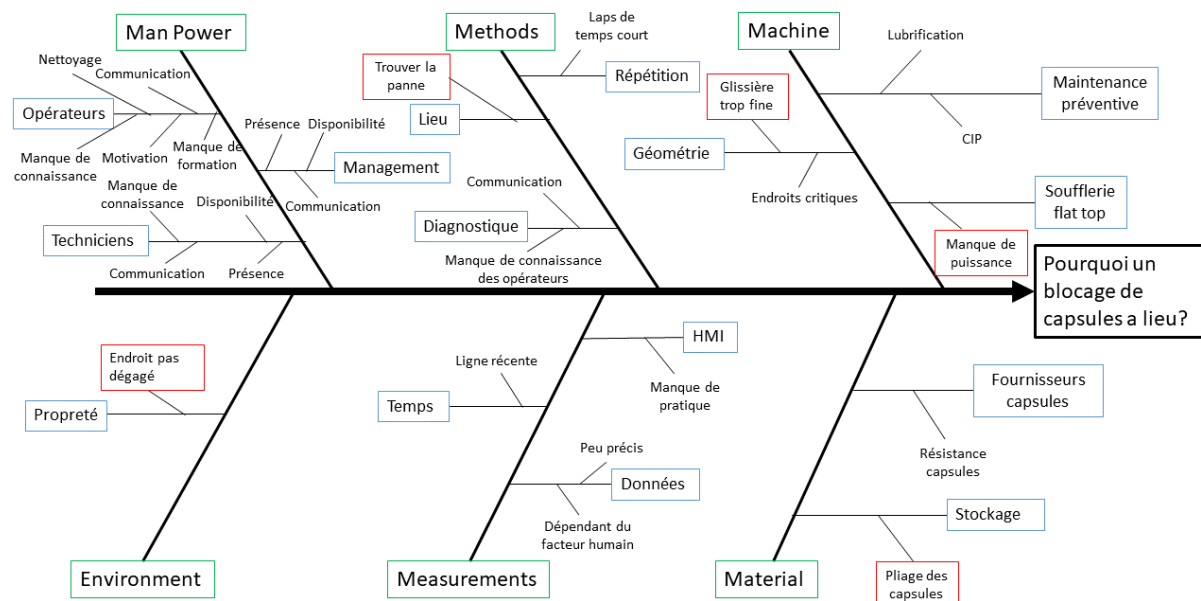 Man Power
Nettoyage
Communication
Opérateurs
Manque de
connaissance
Motivation
Manque de
formation
Présence
Disponibilité
Management
Communication
Manque de
connaissance
Disponibilité
Techniciens
Communication
Présence
Methods
Laps de
temps court
Répétition
Trouver la
panne
Lieu
Communication
Diagnostique
Manque de connaissance
des opérateurs
Machine
Lubrification
Maintenance
préventive
CIP
Glissière
trop fine
Géométrie
Endroits critiques
Soufflerie
flat top
Manque de
puissance
Pourquoi un
blocage de
capsules a lieu?
Endroit pas
dégagé
Propreté
Environment
HMI
Manque de
pratique
Ligne récente
Temps
Peu précis
Données
Dépendant du
facteur humain
Measurements
Fournisseurs
capsules
Résistance
capsules
Stockage
Pliage des
capsules
Material